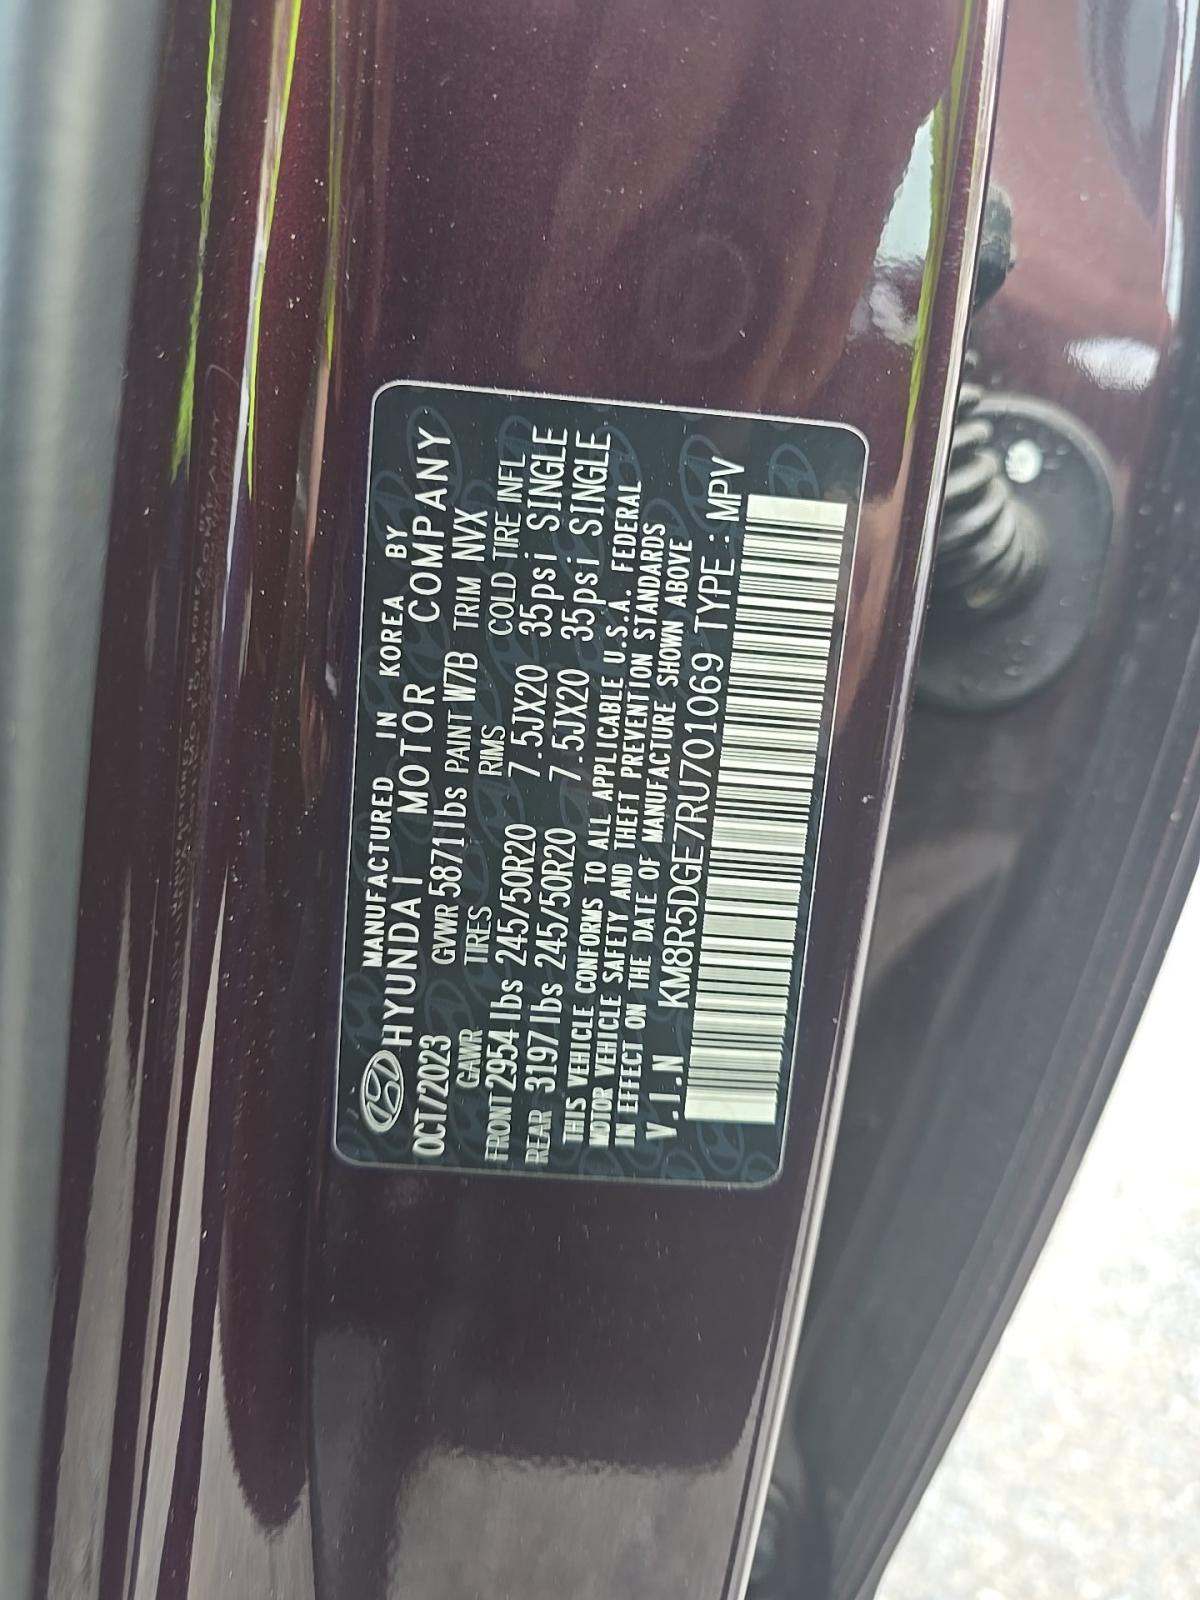 MANUFACTURED IN KOREA BY
HYUNDAI MOTOR COMPANY
OCT/2023 GVWR 5871lbs PAINT W7B TRIM NVX
GAWR TIRES RIMS COLD TIRE INFL
FRONT 2954 lbs 245/50R20 7.5JX20 35psi SINGLE
REAR 3197 lbs 245/50R20 7.5JX20 35psi SINGLE
THIS VEHICLE CONFORMS TO ALL APPLICABLE U.S.A. FEDERAL
MOTOR VEHICLE SAFETY AND THEFT PREVENTION STANDARDS
IN EFFECT ON THE DATE OF MANUFACTURE SHOWN ABOVE
V.I.N KM8R5DGE7RU701069 TYPE : MPV